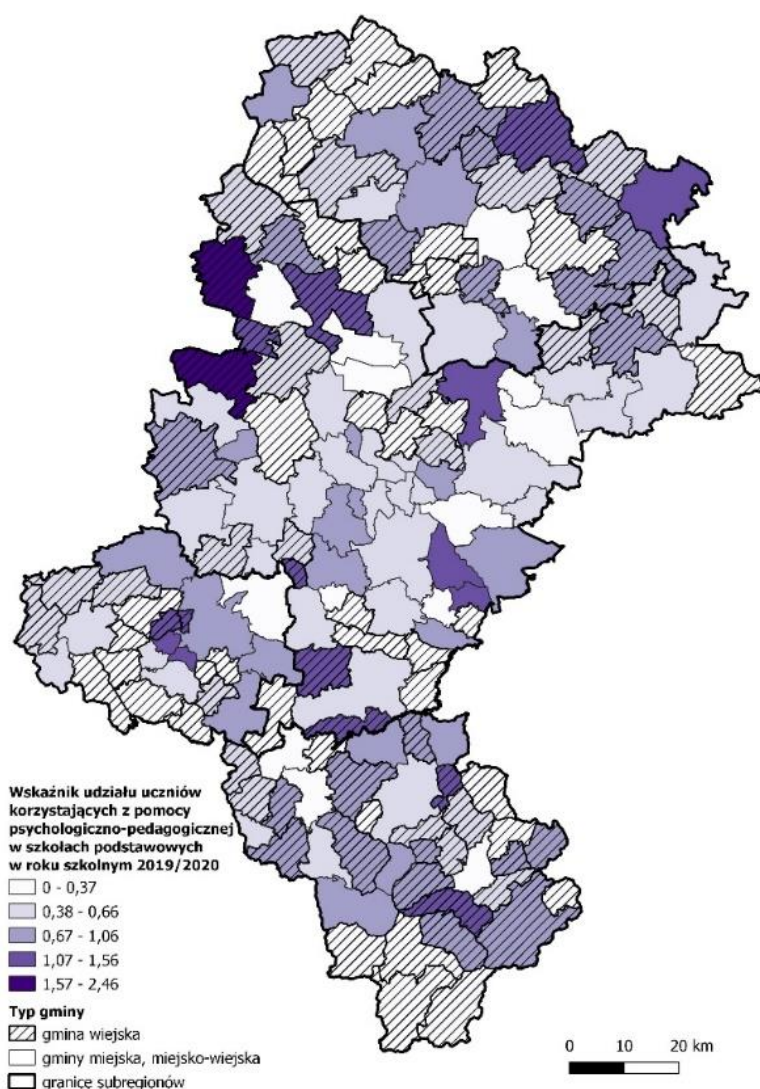 Wskaźnik udziału uczniów
korzystających z pomocy
psychologiczno-pedagogicznej
w szkołach podstawowych
w roku szkolnym 2019/2020
0 - 0,37
0,38 - 0,66
0,67 - 1,06
1,07 - 1,56
1,57 - 2,46
Typ gminy
gmina wiejska
gminy miejska, miejsko-wiejska
granice subregionów
0 10 20 km